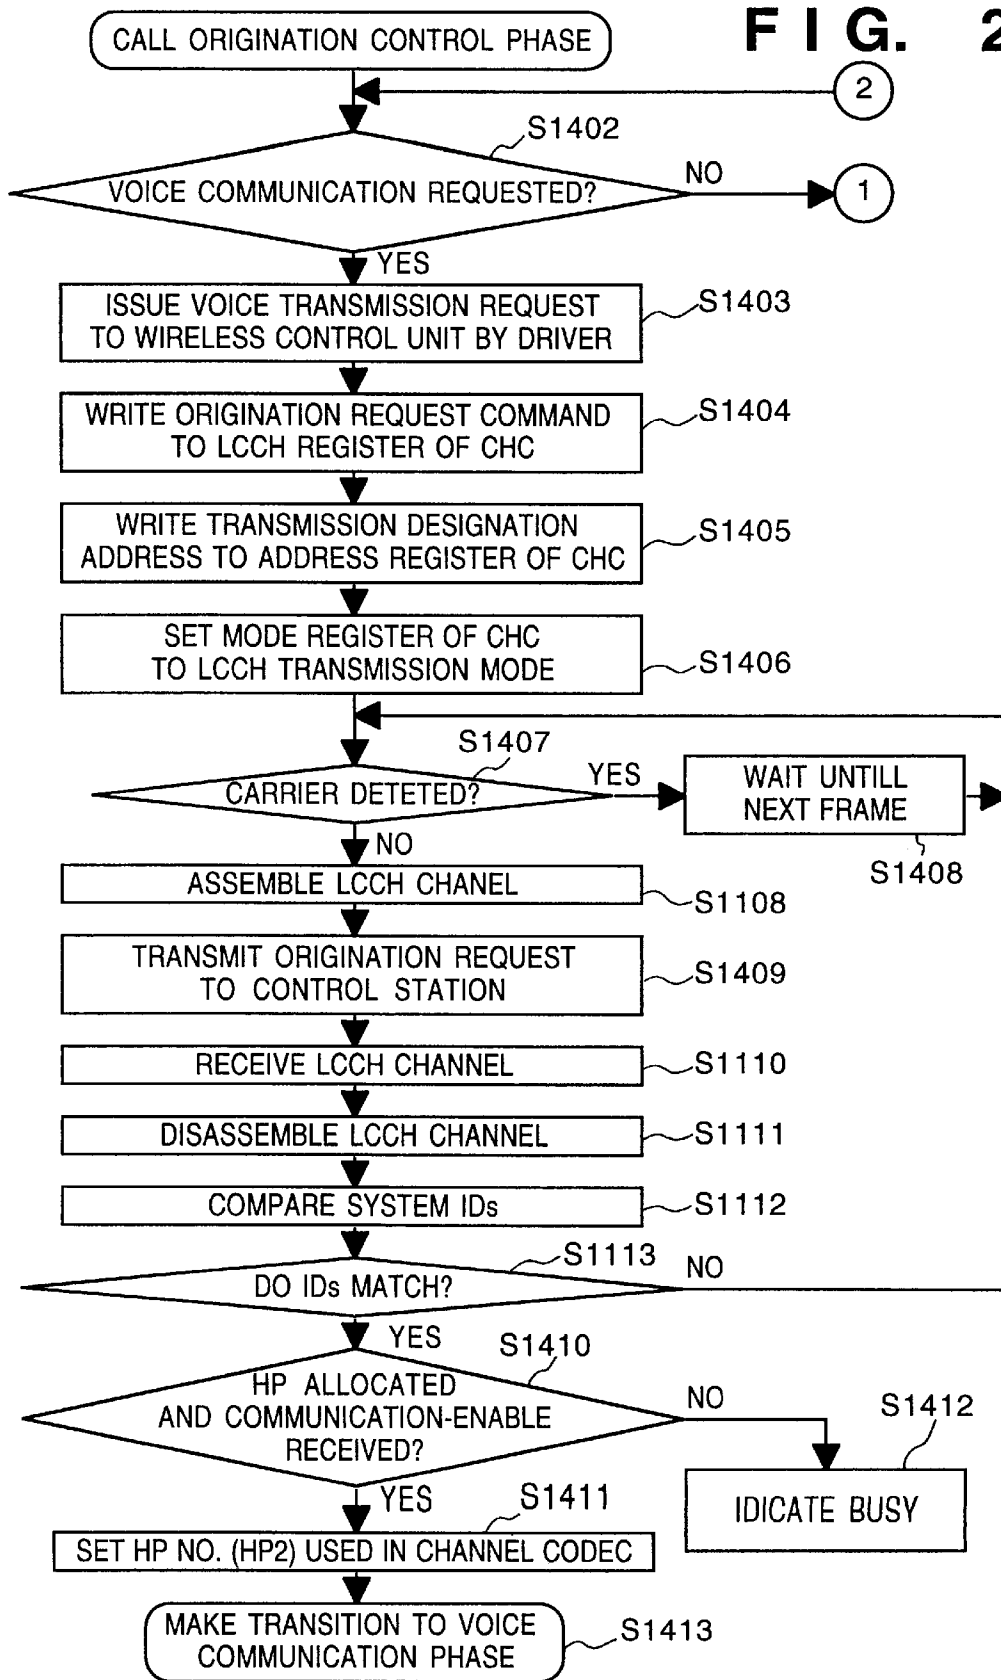 FIG. 2
CALL ORIGINATION CONTROL PHASE
2
S1402
VOICE COMMUNICATION REQUESTED?
NO
1
YES
ISSUE VOICE TRANSMISSION REQUEST
TO WIRELESS CONTROL UNIT BY DRIVER
S1403
WRITE ORIGINATION REQUEST COMMAND
TO LCCH REGISTER OF CHC
S1404
WRITE TRANSMISSION DESIGNATION
ADDRESS TO ADDRESS REGISTER OF CHC
S1405
SET MODE REGISTER OF CHC
TO LCCH TRANSMISSION MODE
S1406
S1407
CARRIER DETETED?
YES
WAIT UNTILL
NEXT FRAME
S1408
NO
ASSEMBLE LCCH CHANEL
S1108
TRANSMIT ORIGINATION REQUEST
TO CONTROL STATION
S1409
RECEIVE LCCH CHANNEL
S1110
DISASSEMBLE LCCH CHANNEL
S1111
COMPARE SYSTEM IDs
S1112
S1113
DO IDs MATCH?
NO
YES
S1410
HP ALLOCATED
AND COMMUNICATION-ENABLE
RECEIVED?
NO
S1412
IDICATE BUSY
YES
S1411
SET HP NO. (HP2) USED IN CHANNEL CODEC
MAKE TRANSITION TO VOICE
COMMUNICATION PHASE
S1413